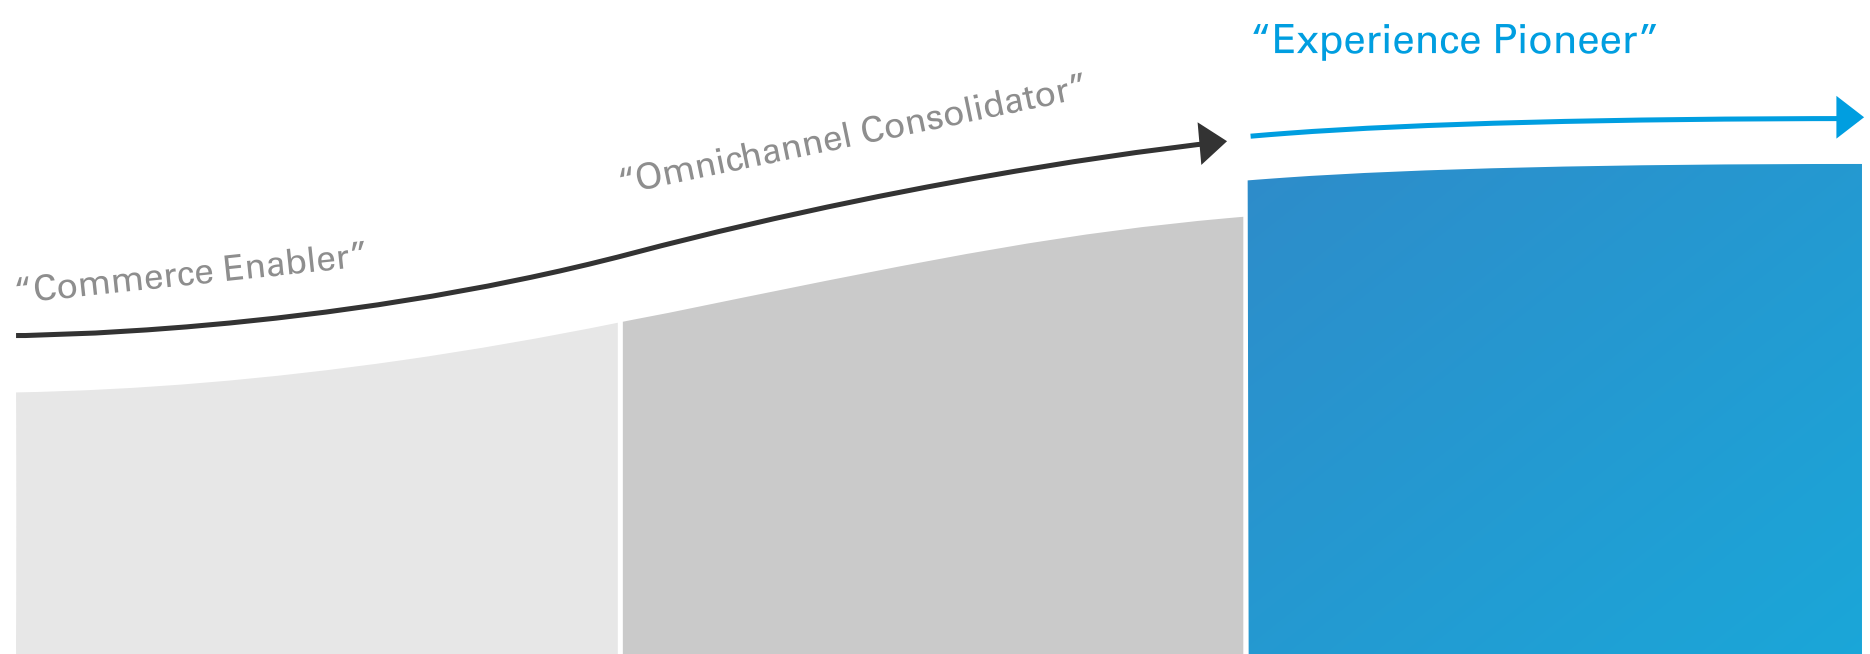 “Commerce Enabler”
“Omnichannel Consolidator”
“Experience Pioneer”